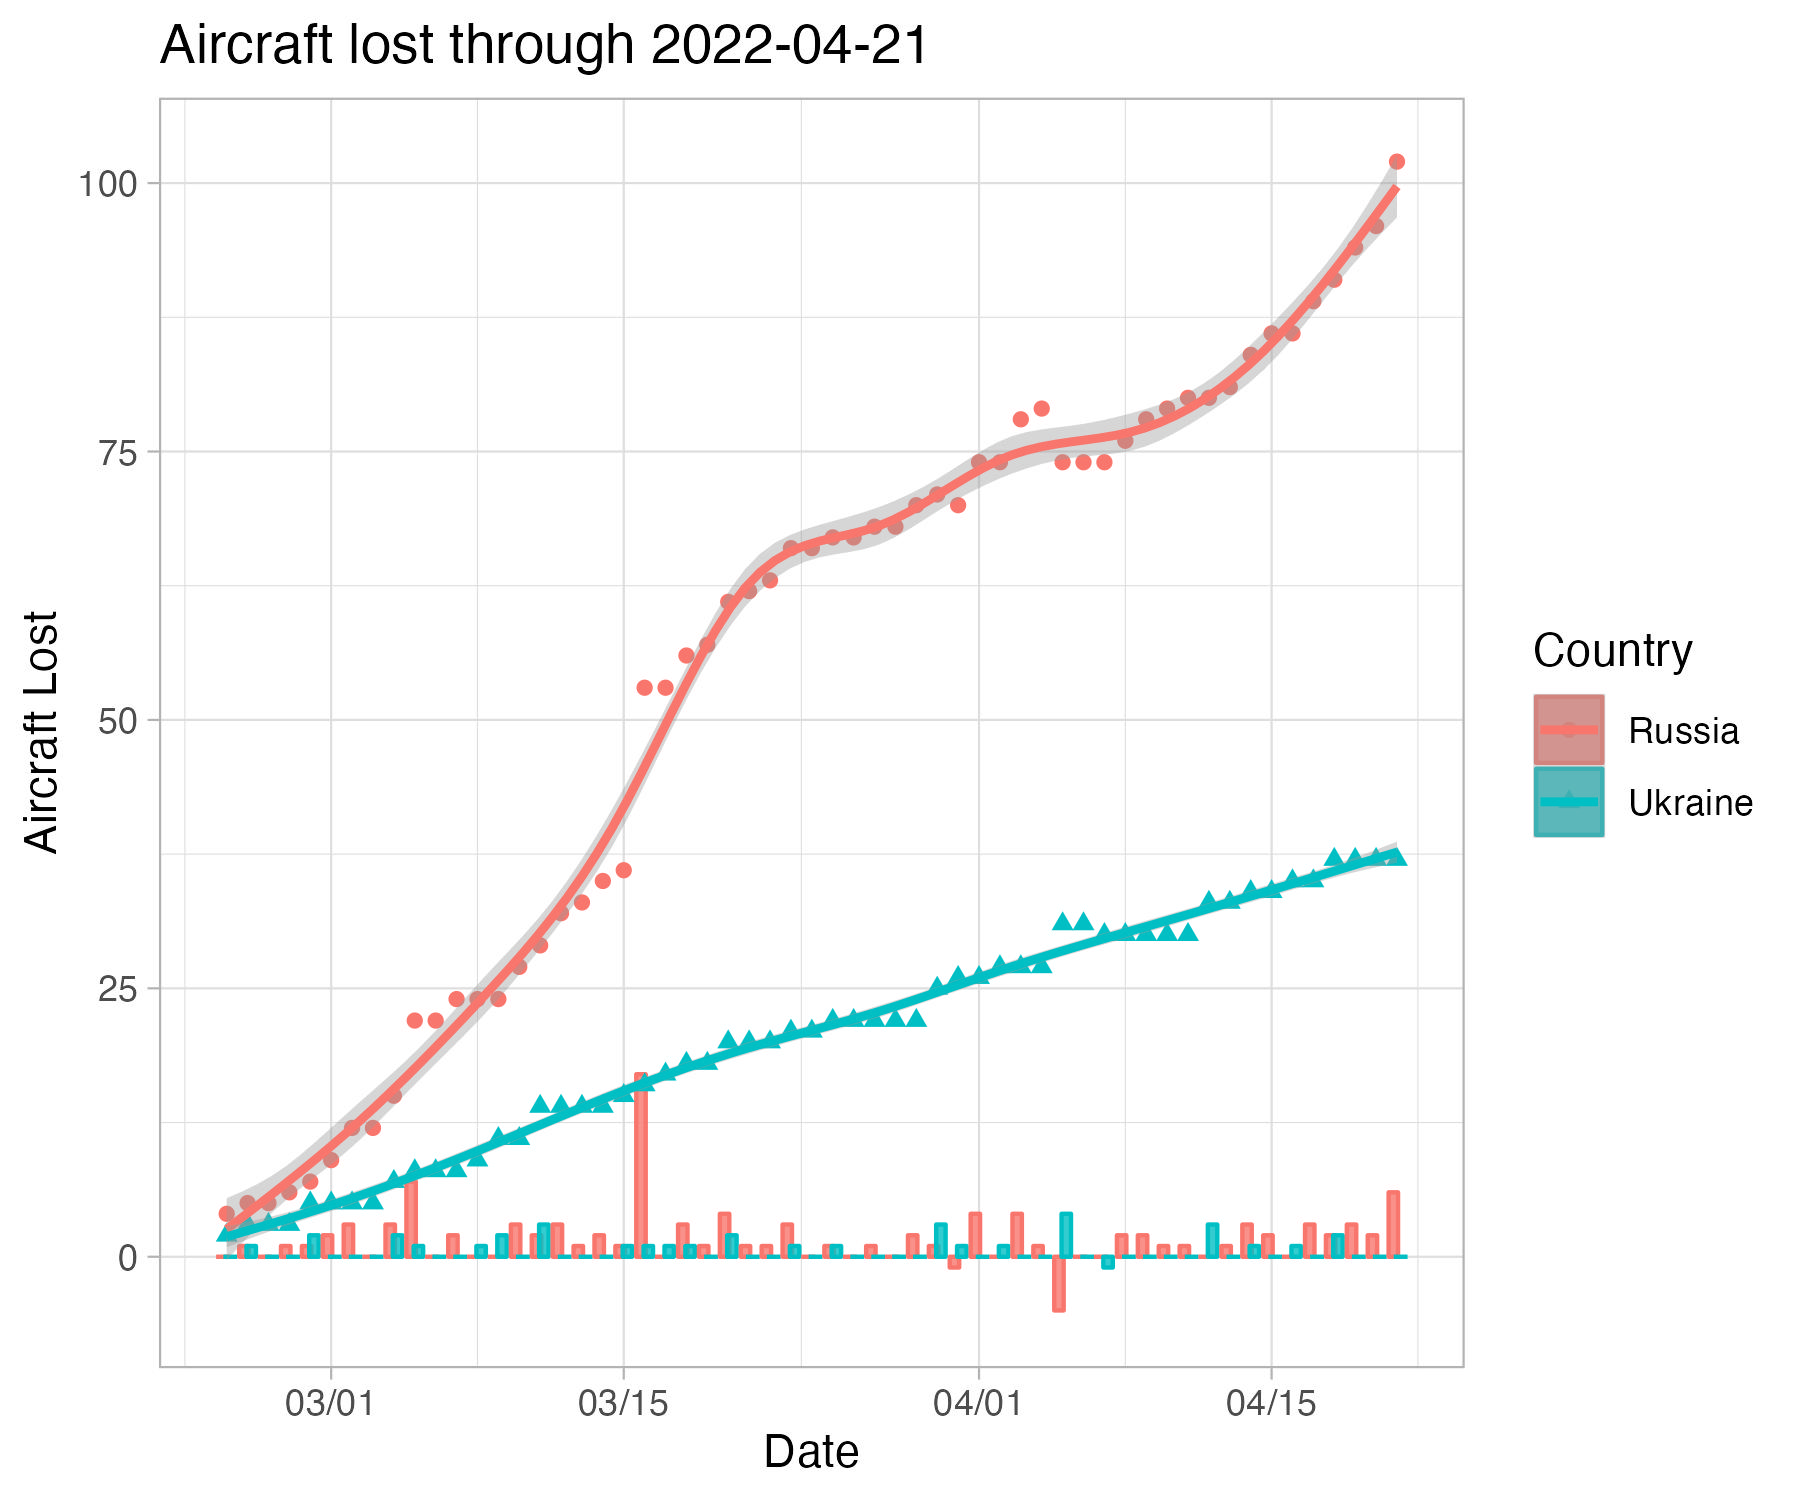 Aircraft lost through 2022-04-21
100
75
50
25
0
Aircraft Lost
03/01
03/15
04/01
04/15
Date
Country
Russia
Ukraine